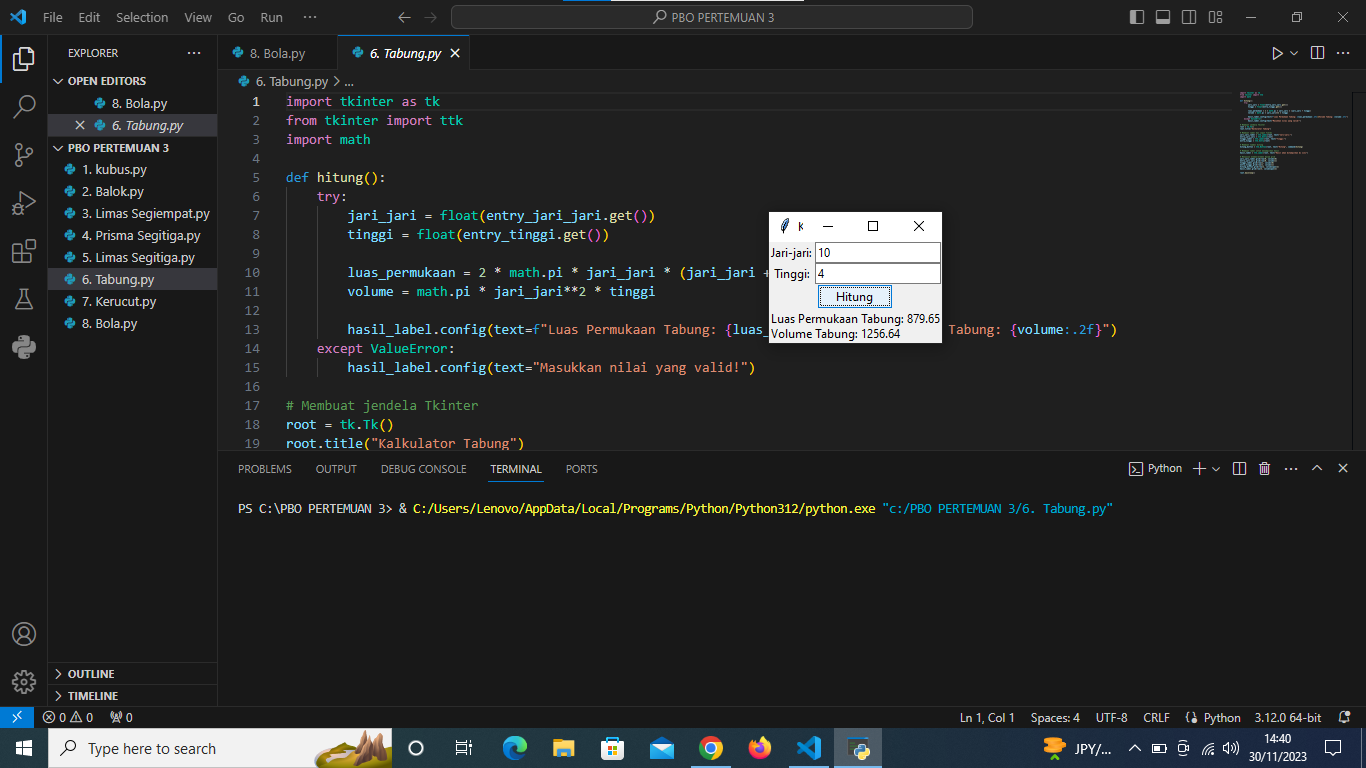 File Edit Selection View Go Run ··· PBO PERTEMUAN 3
EXPLORER ···
OPEN EDITORS
8. Bola.py
6. Tabung.py
PBO PERTEMUAN 3
1. kubus.py
2. Balok.py
3. Limas Segiempat.py
4. Prisma Segitiga.py
5. Limas Segitiga.py
6. Tabung.py
7. Kerucut.py
8. Bola.py
OUTLINE
TIMELINE
8. Bola.py 6. Tabung.py
6. Tabung.py > ...
1 import tkinter as tk
2 from tkinter import ttk
3 import math
4
5 def hitung():
6 try:
7 jari_jari = float(entry_jari_jari.get())
8 tinggi = float(entry_tinggi.get())
9
10 luas_permukaan = 2 * math.pi * jari_jari * (jari_jari +
11 volume = math.pi * jari_jari**2 * tinggi
12
13 hasil_label.config(text=f"Luas Permukaan Tabung: {luas_ Tabung: {volume:.2f}")
14 except ValueError:
15 hasil_label.config(text="Masukkan nilai yang valid!")
16
17 # Membuat jendela Tkinter
18 root = tk.Tk()
19 root.title("Kalkulator Tabung")
K
Jari-jari: 10
Tinggi: 4
Hitung
Luas Permukaan Tabung: 879.65
Volume Tabung: 1256.64
PROBLEMS OUTPUT DEBUG CONSOLE TERMINAL PORTS Python
PS C:\PBO PERTEMUAN 3> & C:/Users/Lenovo/AppData/Local/Programs/Python/Python312/python.exe "c:/PBO PERTEMUAN 3/6. Tabung.py"
0 0 0 Ln 1, Col 1 Spaces: 4 UTF-8 CRLF Python 3.12.0 64-bit
Type here to search JPY/... 14:40
30/11/2023